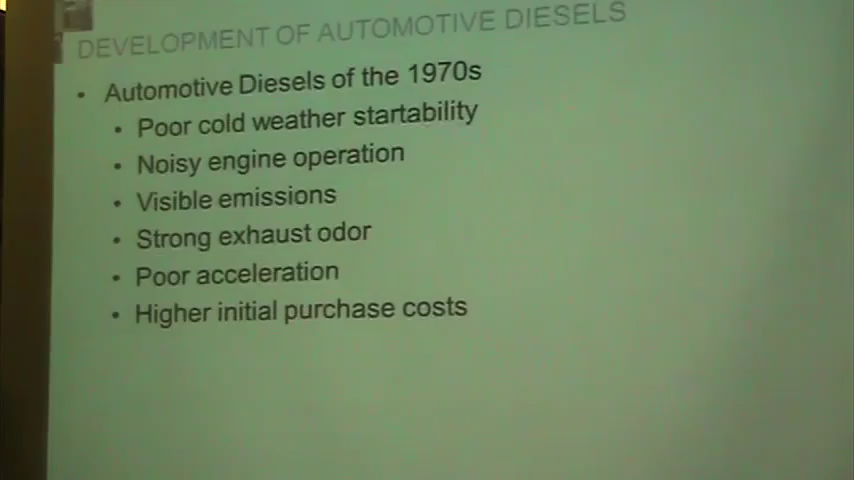 DEVELOPMENT OF AUTOMOTIVE DIESELS
• Automotive Diesels of the 1970s
• Poor cold weather startability
• Noisy engine operation
• Visible emissions
• Strong exhaust odor
• Poor acceleration
• Higher initial purchase costs